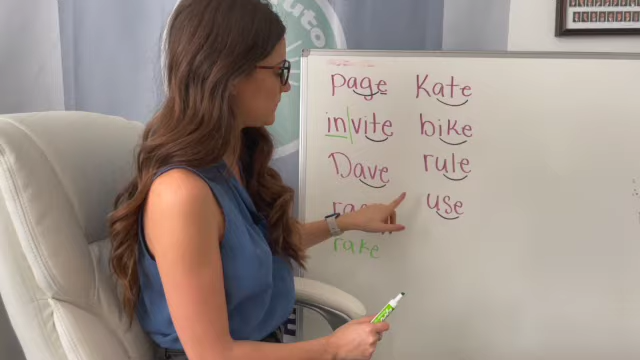 page Kate
invite bike
Dave rule
use
rake